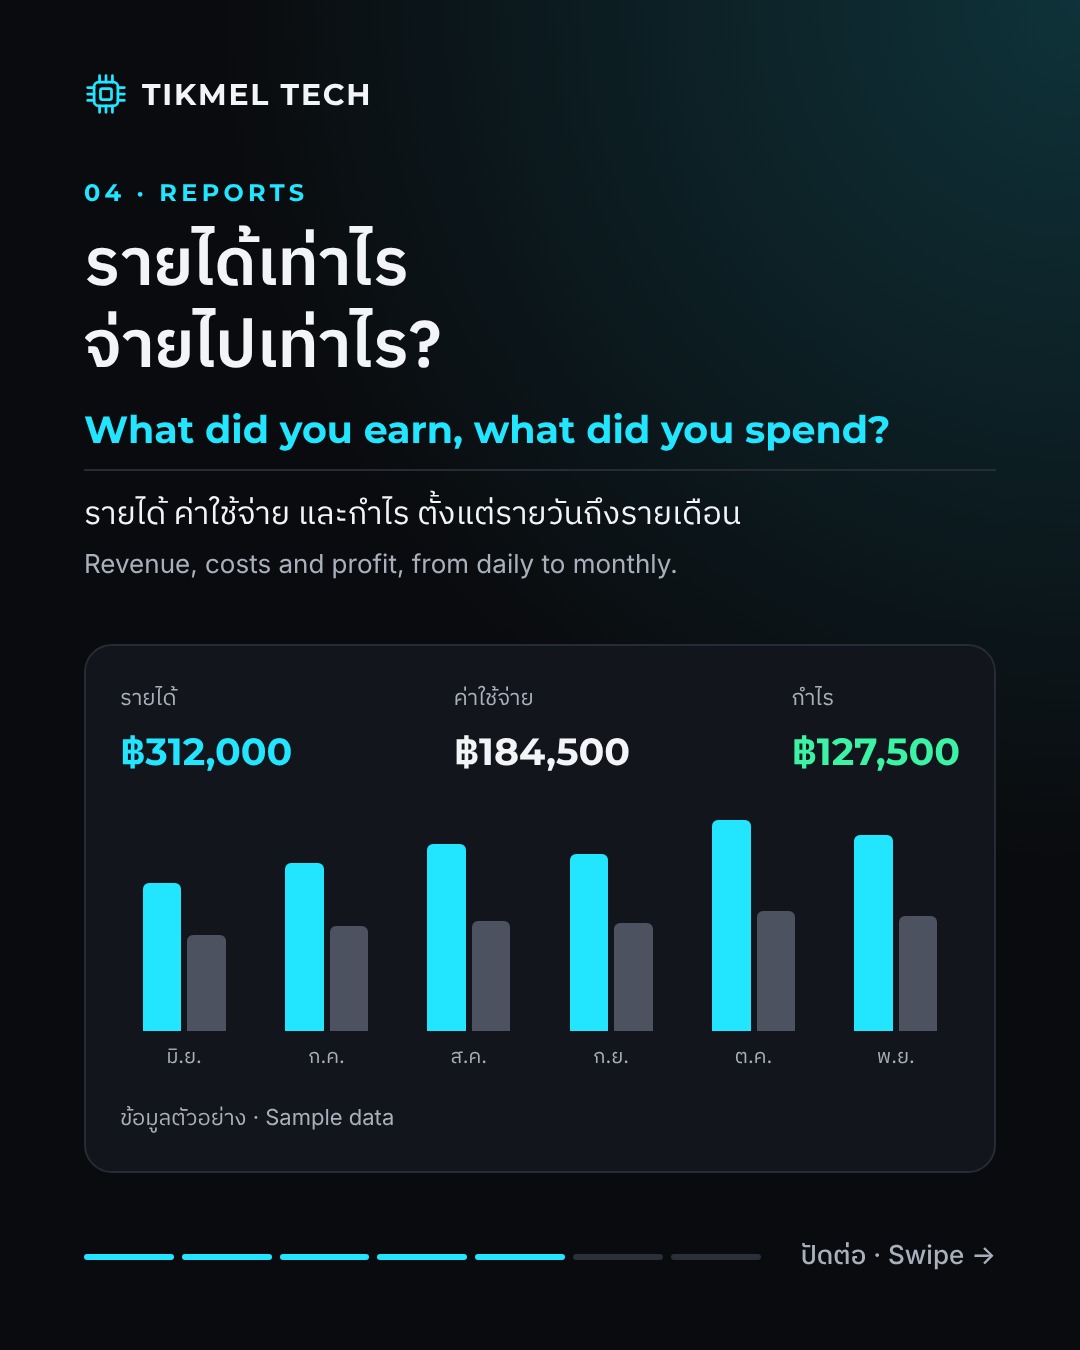 TIKMEL TECH
04 · REPORTS
รายได้เท่าไร
จ่ายไปเท่าไร?
What did you earn, what did you spend?
รายได้ ค่าใช้จ่าย และกำไร ตั้งแต่รายวันถึงรายเดือน
Revenue, costs and profit, from daily to monthly.
รายได้ ค่าใช้จ่าย กำไร
฿312,000 ฿184,500 ฿127,500
มิ.ย. ก.ค. ส.ค. ก.ย. ต.ค. พ.ย.
ข้อมูลตัวอย่าง · Sample data
ปัดต่อ · Swipe →